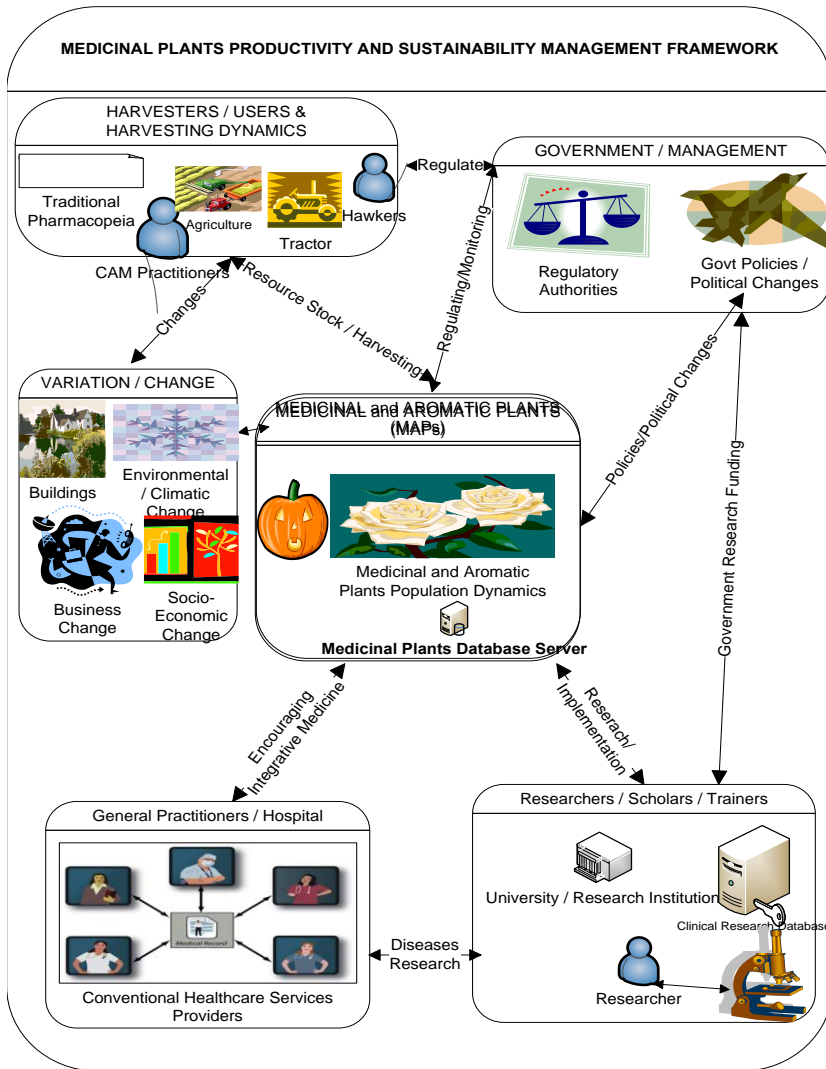 MEDICINAL PLANTS PRODUCTIVITY AND SUSTAINABILITY MANAGEMENT FRAMEWORK
HARVESTERS / USERS &
HARVESTING DYNAMICS
Traditional
Pharmacopeia
Agriculture
Tractor
Hawkers
CAM Practitioners
Regulate
GOVERNMENT / MANAGEMENT
Regulatory
Authorities
Govt Policies /
Political Changes
Changes
Resource Stock / Harvesting
Regulating/Monitoring
Policies/Political Changes
Government Research Funding
VARIATION / CHANGE
Buildings
Environmental
/ Climatic
Change
Business
Change
Socio-
Economic
Change
MEDICINAL and AROMATIC PLANTS
(MAPs)
Medicinal and Aromatic
Plants Population Dynamics
Medicinal Plants Database Server
Encouraging
Integrative Medicine
Reserach/
Implementation
General Practitioners / Hospital
Medical Record
Conventional Healthcare Services
Providers
Diseases
Research
Researchers / Scholars / Trainers
University / Research Institution
Clinical Research Database
Researcher